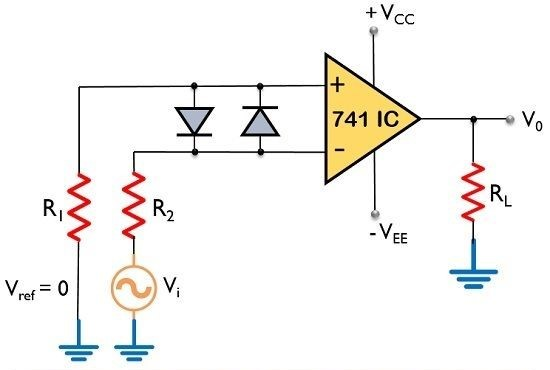 + VCC
+
741 IC
-
V0
R1
R2
RL
- VEE
Vref = 0
Vi